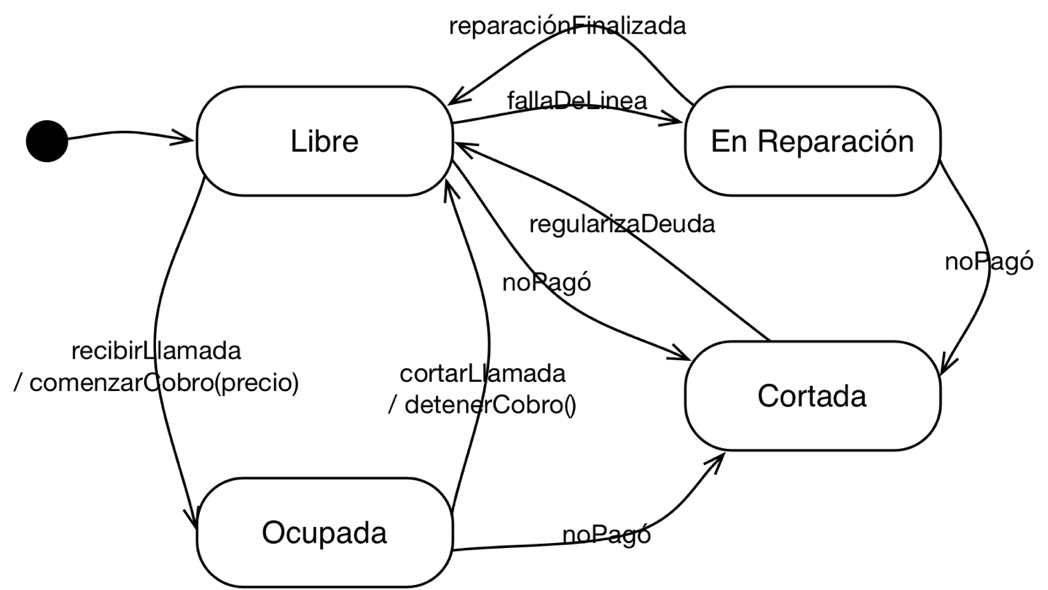 reparaciónFinalizada
fallaDeLinea
Libre
En Reparación
regularizaDeuda
noPagó
noPagó
recibirLlamada
/ comenzarCobro(precio)
cortarLlamada
/ detenerCobro()
Cortada
Ocupada
noPagó